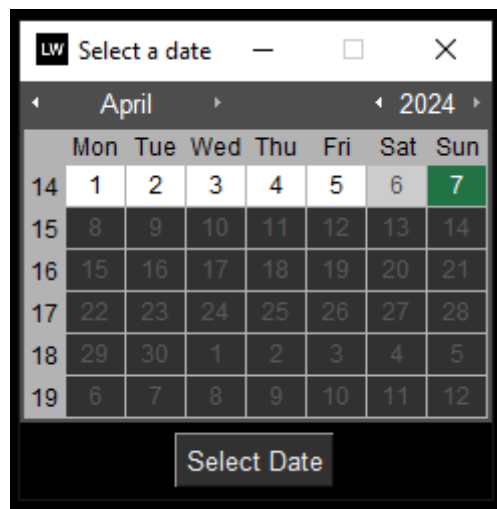 LW Select a date
April 2024
Mon Tue Wed Thu Fri Sat Sun
14 1 2 3 4 5 6 7
15 8 9 10 11 12 13 14
16 15 16 17 18 19 20 21
17 22 23 24 25 26 27 28
18 29 30 1 2 3 4 5
19 6 7 8 9 10 11 12
Select Date